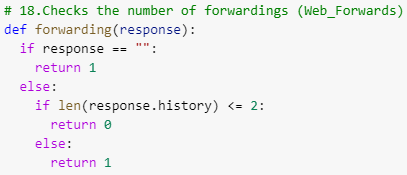 # 18.Checks the number of forwardings (Web_Forwards)
def forwarding(response):
  if response == "":
    return 1
  else:
    if len(response.history) <= 2:
      return 0
    else:
      return 1